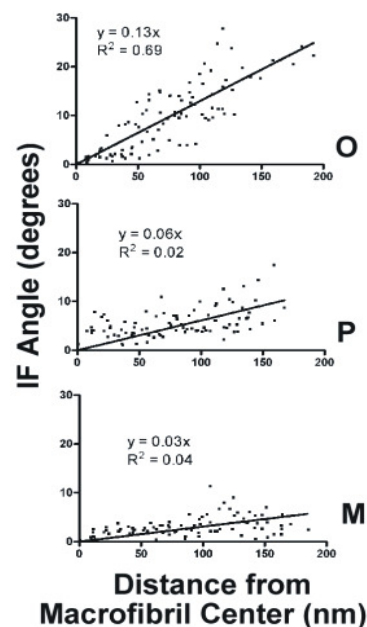 30
y = 0.13x
R² = 0.69
20
10
0
0 50 100 150 200
O
IF Angle (degrees)
30
y = 0.06x
R² = 0.02
20
10
0
0 50 100 150 200
P
30
y = 0.03x
R² = 0.04
20
10
0
0 50 100 150 200
M
Distance from
Macrofibril Center (nm)